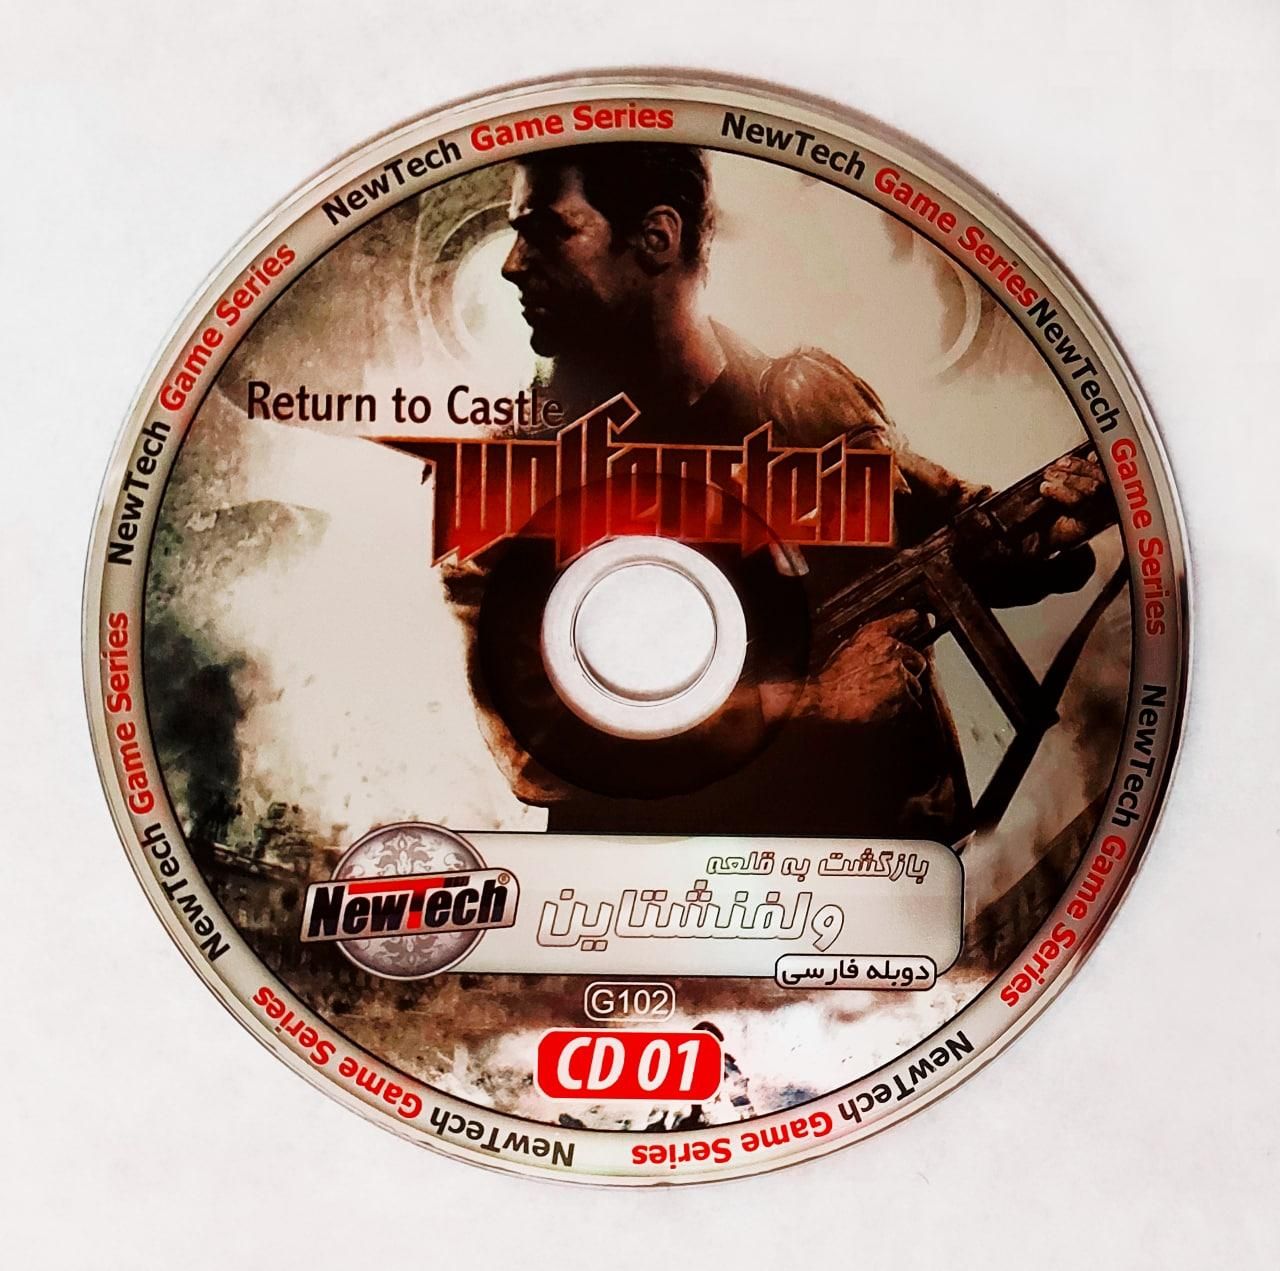 NewTech Game Series NewTech Game Series NewTech Game Series NewTech Game Series NewTech Game Series NewTech Game Series NewTech Game Series NewTech Game Series
Return to Castle
Wolfenstein
بازگشت به قلعه
ولفنشتاین
NewTech®
دوبله فارسی
G102
CD 01